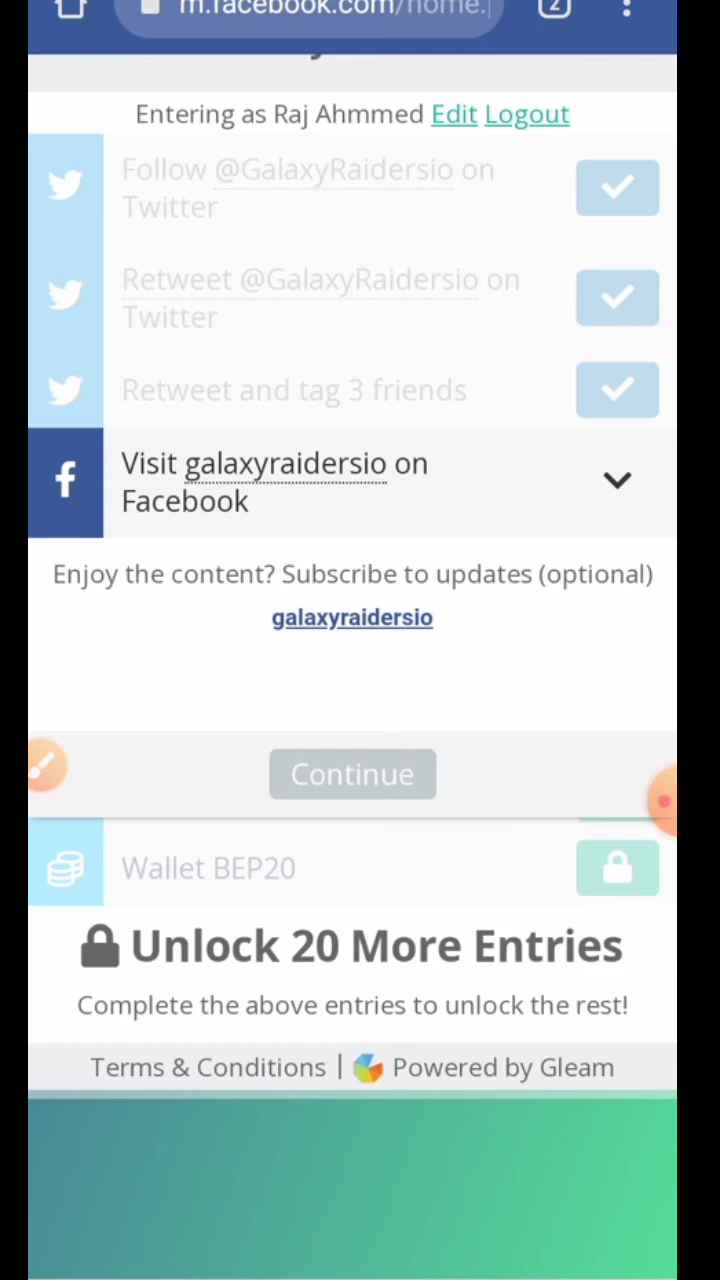 m.facebook.com/home.
2
Entering as Raj Ahmmed Edit Logout
Follow @GalaxyRaidersio on
Twitter
Retweet @GalaxyRaidersio on
Twitter
Retweet and tag 3 friends
Visit galaxyraidersio on
Facebook
Enjoy the content? Subscribe to updates (optional)
galaxyraidersio
Continue
Wallet BEP20
Unlock 20 More Entries
Complete the above entries to unlock the rest!
Terms & Conditions | Powered by Gleam